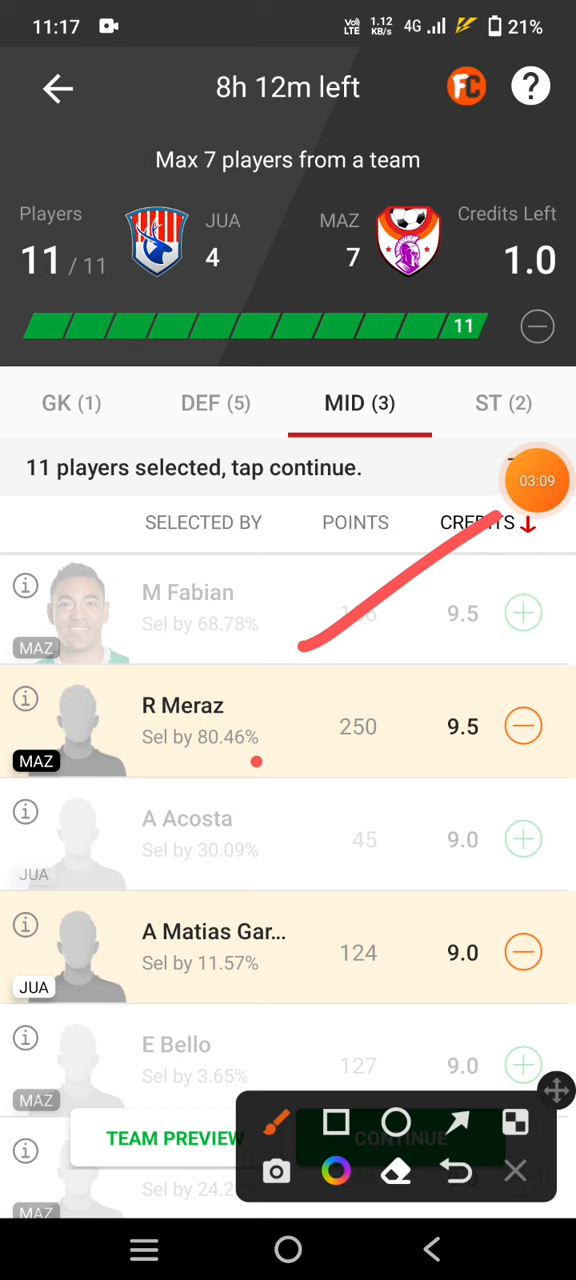 11:17 Vo) LTE 1.12 KB/s 4G 21%
8h 12m left FC ?
Max 7 players from a team
Players JUA MAZ Credits Left
11 / 11 4 7 1.0
11
GK (1) DEF (5) MID (3) ST (2)
11 players selected, tap continue.
03:09
SELECTED BY POINTS CREDITS
M Fabian
Sel by 68.78% 9.5
MAZ
R Meraz
Sel by 80.46% 250 9.5
MAZ
A Acosta
Sel by 30.09% 45 9.0
JUA
A Matias Gar...
Sel by 11.57% 124 9.0
JUA
E Bello
Sel by 3.65% 127 9.0
MAZ
TEAM PREVIEW CONTINUE
MAZ